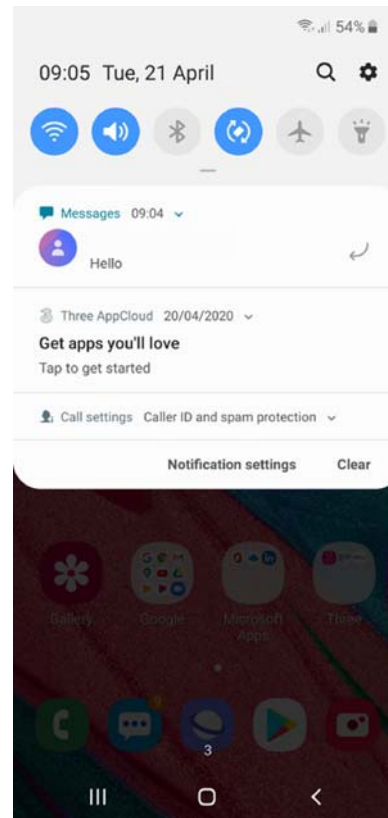 54%
09:05 Tue, 21 April
Messages 09:04
Hello
Three AppCloud 20/04/2020
Get apps you'll love
Tap to get started
Call settings Caller ID and spam protection
Notification settings Clear
Gallery Google Microsoft Apps Three
3